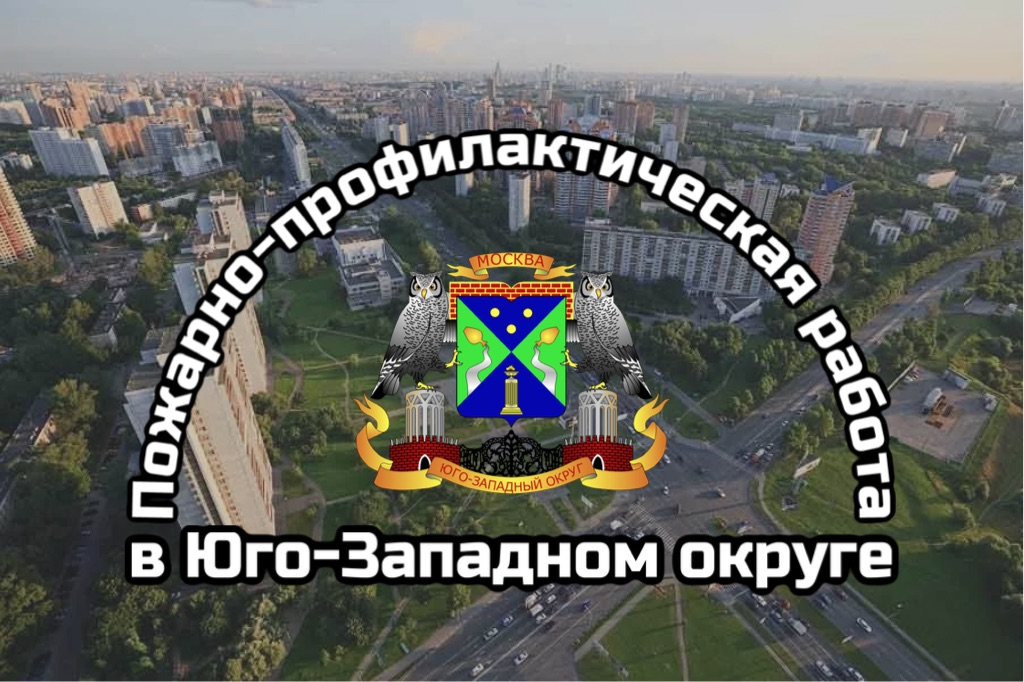 Пожарно-профилактическая работа
МОСКВА
ЮГО-ЗАПАДНЫЙ ОКРУГ
в Юго-Западном округе